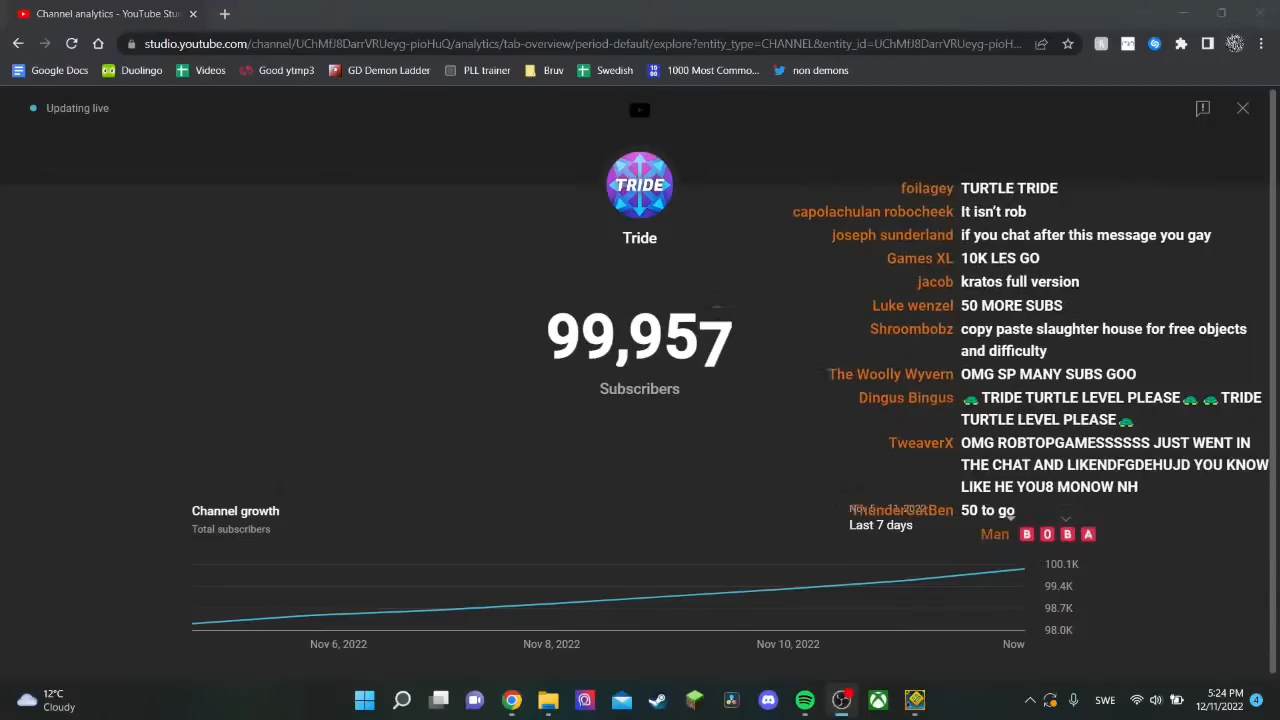 Channel analytics - YouTube Stu
studio.youtube.com/channel/UChMfJ8DarrVRUeyg-pioHuQ/analytics/tab-overview/period-default/explore?entity_type=CHANNEL&entity_id=UChMfJ8DarrVRUeyg-pioH...
Google Docs Duolingo Videos Good ytmp3 GD Demon Ladder PLL trainer Bruv Swedish 1000 Most Commo... non demons
Updating live
TRIDE
Tride
99,957
Subscribers
foilagey TURTLE TRIDE
capolachulan robocheek It isn't rob
joseph sunderland if you chat after this message you gay
Games XL 10K LES GO
jacob kratos full version
Luke wenzel 50 MORE SUBS
Shroombobz copy paste slaughter house for free objects
and difficulty
The Woolly Wyvern OMG SP MANY SUBS GOO
Dingus Bingus 🐢 TRIDE TURTLE LEVEL PLEASE🐢 🐢 TRIDE
TURTLE LEVEL PLEASE🐢
TweaverX OMG ROBTOPGAMESSSSSS JUST WENT IN
THE CHAT AND LIKENDFGDEHUJD YOU KNOW
LIKE HE YOU8 MONOW NH
ThundercatBen 50 to go
Man B O B A
Channel growth
Total subscribers
Last 7 days
100.1K
99.4K
98.7K
98.0K
Nov 6, 2022 Nov 8, 2022 Nov 10, 2022 Now
12°C
Cloudy
SWE
5:24 PM
12/11/2022
4